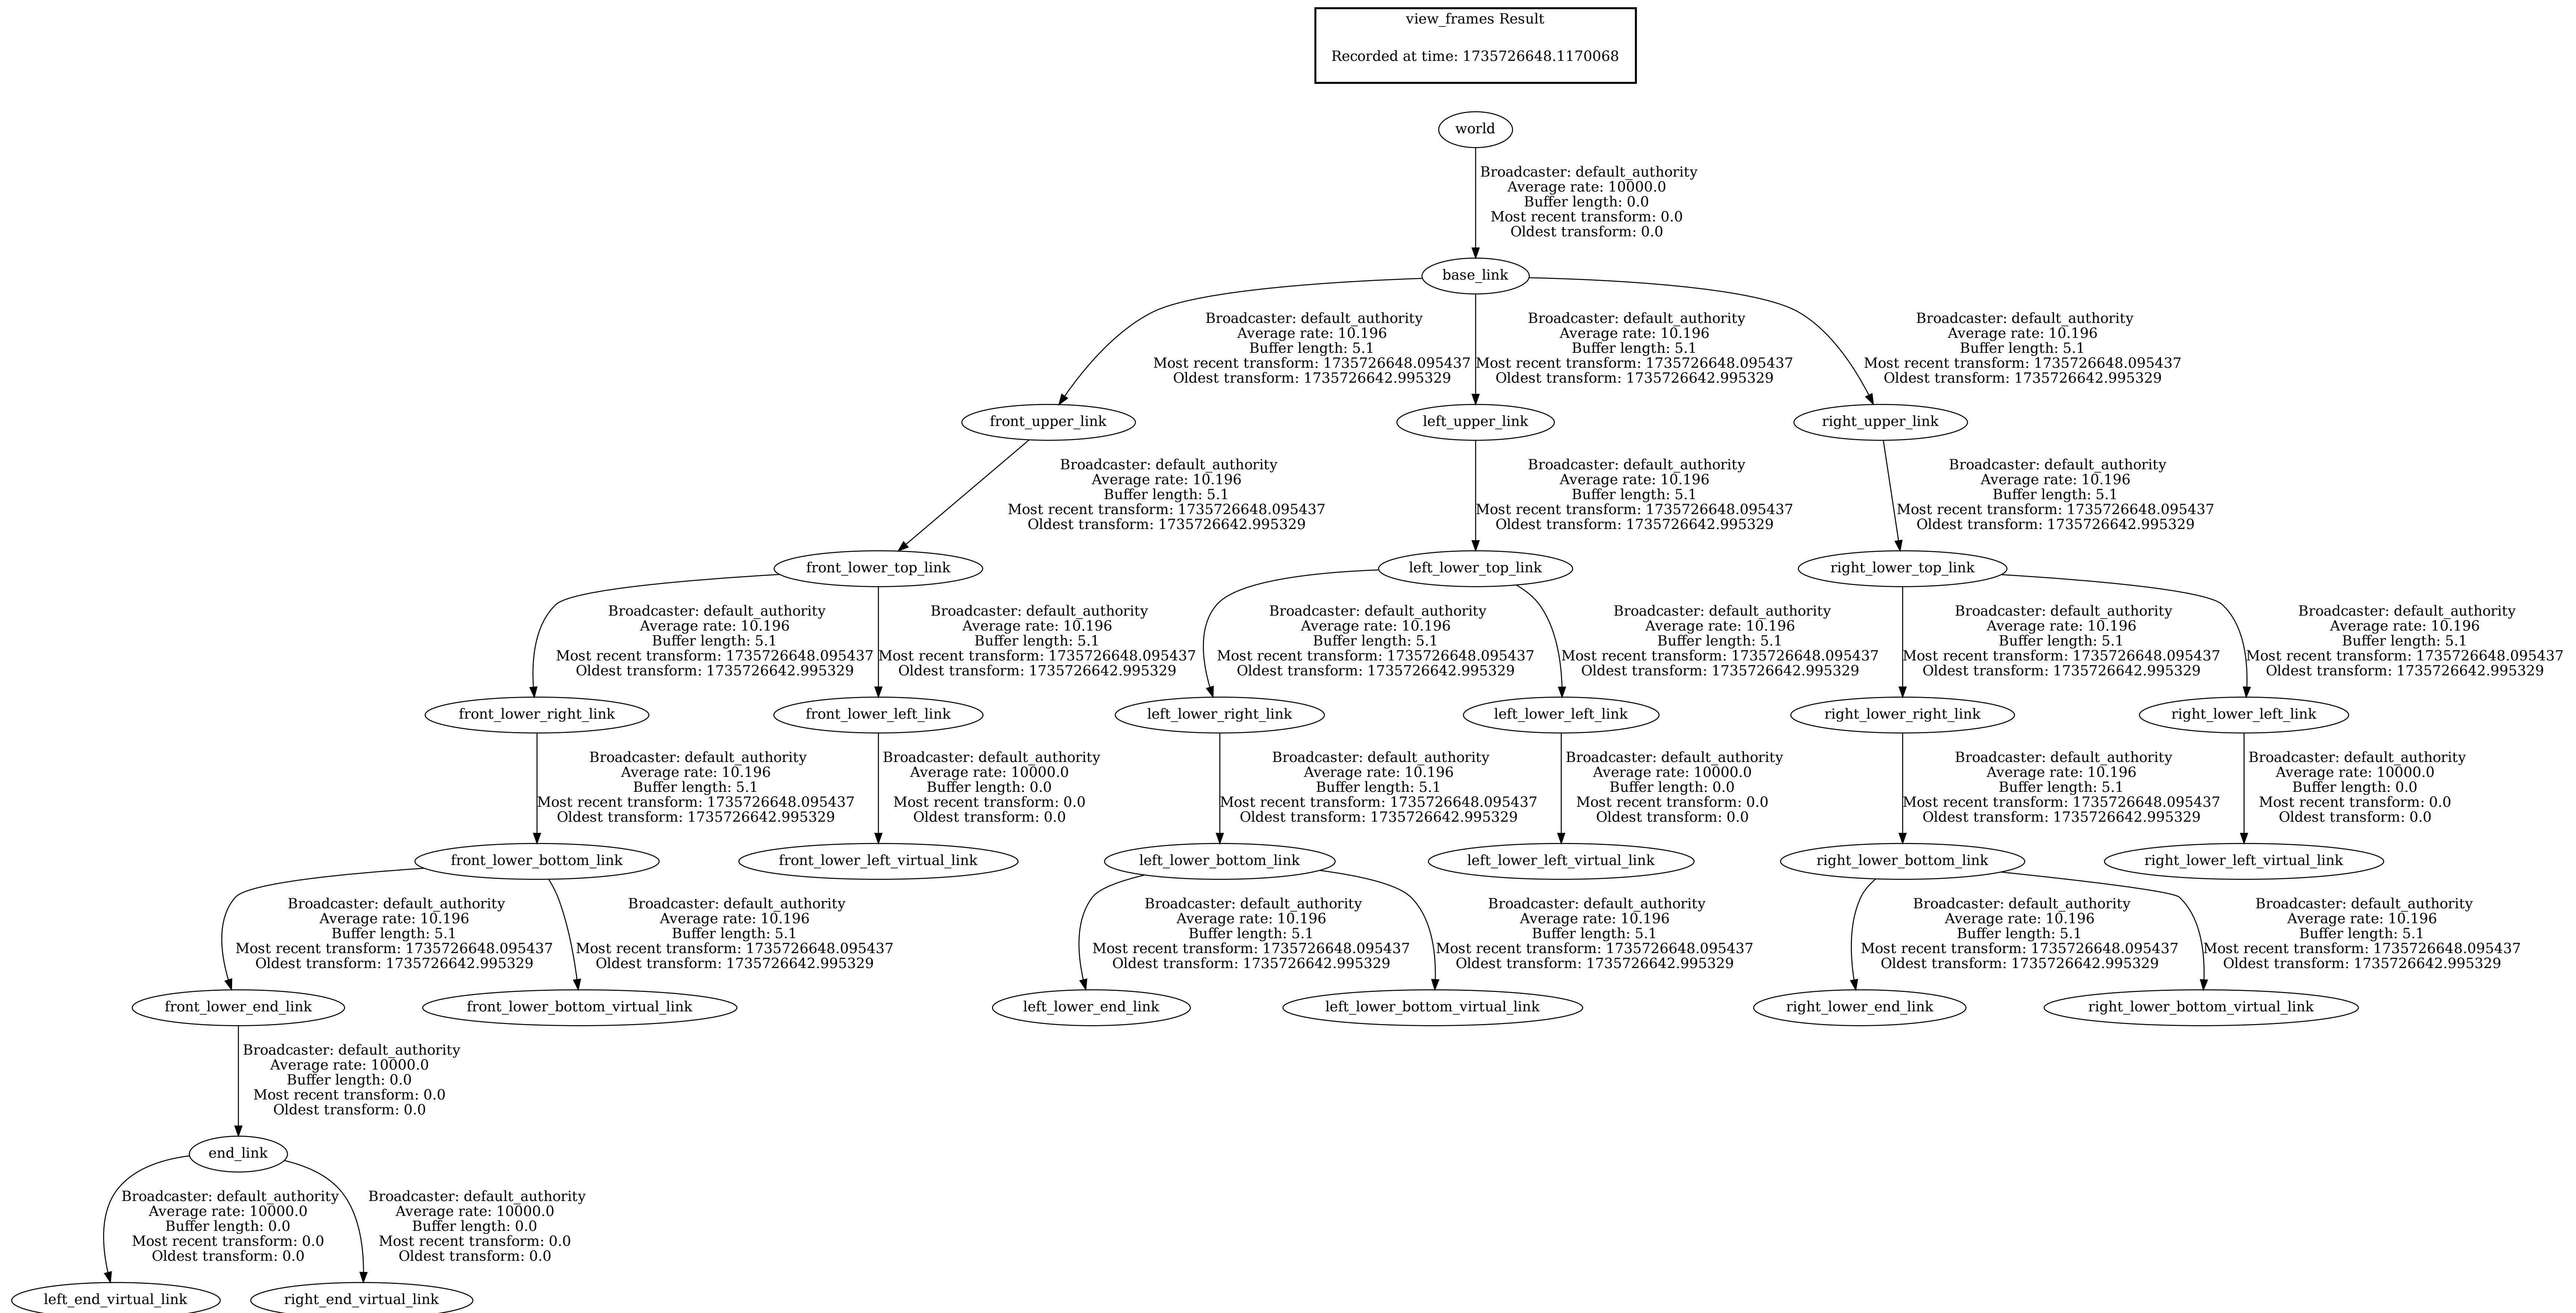 view_frames Result
Recorded at time: 1735726648.1170068
world
Broadcaster: default_authority
Average rate: 10000.0
Buffer length: 0.0
Most recent transform: 0.0
Oldest transform: 0.0
base_link
Broadcaster: default_authority
Average rate: 10.196
Buffer length: 5.1
Most recent transform: 1735726648.095437
Oldest transform: 1735726642.995329
Broadcaster: default_authority
Average rate: 10.196
Buffer length: 5.1
Most recent transform: 1735726648.095437
Oldest transform: 1735726642.995329
Broadcaster: default_authority
Average rate: 10.196
Buffer length: 5.1
Most recent transform: 1735726648.095437
Oldest transform: 1735726642.995329
front_upper_link
left_upper_link
right_upper_link
Broadcaster: default_authority
Average rate: 10.196
Buffer length: 5.1
Most recent transform: 1735726648.095437
Oldest transform: 1735726642.995329
Broadcaster: default_authority
Average rate: 10.196
Buffer length: 5.1
Most recent transform: 1735726648.095437
Oldest transform: 1735726642.995329
Broadcaster: default_authority
Average rate: 10.196
Buffer length: 5.1
Most recent transform: 1735726648.095437
Oldest transform: 1735726642.995329
front_lower_top_link
left_lower_top_link
right_lower_top_link
Broadcaster: default_authority
Average rate: 10.196
Buffer length: 5.1
Most recent transform: 1735726648.095437
Oldest transform: 1735726642.995329
Broadcaster: default_authority
Average rate: 10.196
Buffer length: 5.1
Most recent transform: 1735726648.095437
Oldest transform: 1735726642.995329
Broadcaster: default_authority
Average rate: 10.196
Buffer length: 5.1
Most recent transform: 1735726648.095437
Oldest transform: 1735726642.995329
Broadcaster: default_authority
Average rate: 10.196
Buffer length: 5.1
Most recent transform: 1735726648.095437
Oldest transform: 1735726642.995329
Broadcaster: default_authority
Average rate: 10.196
Buffer length: 5.1
Most recent transform: 1735726648.095437
Oldest transform: 1735726642.995329
Broadcaster: default_authority
Average rate: 10.196
Buffer length: 5.1
Most recent transform: 1735726648.095437
Oldest transform: 1735726642.995329
front_lower_right_link
front_lower_left_link
left_lower_right_link
left_lower_left_link
right_lower_right_link
right_lower_left_link
Broadcaster: default_authority
Average rate: 10.196
Buffer length: 5.1
Most recent transform: 1735726648.095437
Oldest transform: 1735726642.995329
Broadcaster: default_authority
Average rate: 10000.0
Buffer length: 0.0
Most recent transform: 0.0
Oldest transform: 0.0
Broadcaster: default_authority
Average rate: 10.196
Buffer length: 5.1
Most recent transform: 1735726648.095437
Oldest transform: 1735726642.995329
Broadcaster: default_authority
Average rate: 10000.0
Buffer length: 0.0
Most recent transform: 0.0
Oldest transform: 0.0
Broadcaster: default_authority
Average rate: 10.196
Buffer length: 5.1
Most recent transform: 1735726648.095437
Oldest transform: 1735726642.995329
Broadcaster: default_authority
Average rate: 10000.0
Buffer length: 0.0
Most recent transform: 0.0
Oldest transform: 0.0
front_lower_bottom_link
front_lower_left_virtual_link
left_lower_bottom_link
left_lower_left_virtual_link
right_lower_bottom_link
right_lower_left_virtual_link
Broadcaster: default_authority
Average rate: 10.196
Buffer length: 5.1
Most recent transform: 1735726648.095437
Oldest transform: 1735726642.995329
Broadcaster: default_authority
Average rate: 10.196
Buffer length: 5.1
Most recent transform: 1735726648.095437
Oldest transform: 1735726642.995329
Broadcaster: default_authority
Average rate: 10.196
Buffer length: 5.1
Most recent transform: 1735726648.095437
Oldest transform: 1735726642.995329
Broadcaster: default_authority
Average rate: 10.196
Buffer length: 5.1
Most recent transform: 1735726648.095437
Oldest transform: 1735726642.995329
Broadcaster: default_authority
Average rate: 10.196
Buffer length: 5.1
Most recent transform: 1735726648.095437
Oldest transform: 1735726642.995329
Broadcaster: default_authority
Average rate: 10.196
Buffer length: 5.1
Most recent transform: 1735726648.095437
Oldest transform: 1735726642.995329
front_lower_end_link
front_lower_bottom_virtual_link
left_lower_end_link
left_lower_bottom_virtual_link
right_lower_end_link
right_lower_bottom_virtual_link
Broadcaster: default_authority
Average rate: 10000.0
Buffer length: 0.0
Most recent transform: 0.0
Oldest transform: 0.0
end_link
Broadcaster: default_authority
Average rate: 10000.0
Buffer length: 0.0
Most recent transform: 0.0
Oldest transform: 0.0
Broadcaster: default_authority
Average rate: 10000.0
Buffer length: 0.0
Most recent transform: 0.0
Oldest transform: 0.0
left_end_virtual_link
right_end_virtual_link